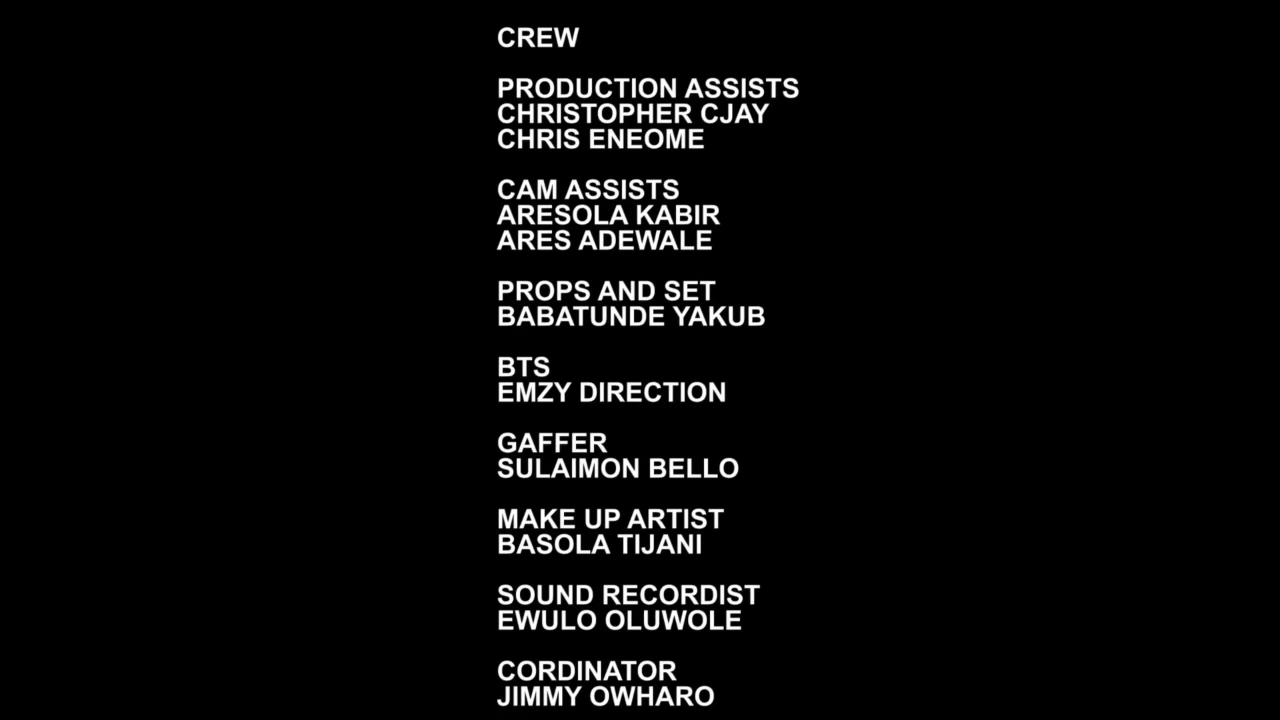 CREW
PRODUCTION ASSISTS
CHRISTOPHER CJAY
CHRIS ENEOME
CAM ASSISTS
ARESOLA KABIR
ARES ADEWALE
PROPS AND SET
BABATUNDE YAKUB
BTS
EMZY DIRECTION
GAFFER
SULAIMON BELLO
MAKE UP ARTIST
BASOLA TIJANI
SOUND RECORDIST
EWULO OLUWOLE
CORDINATOR
JIMMY OWHARO